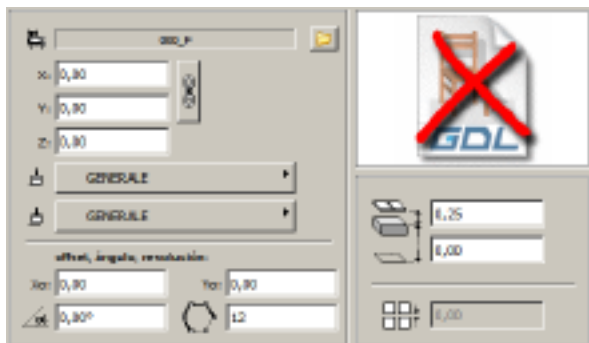 X: 0,00
Y: 0,00
Z: 0,00
GENERALE
GENERALE
offset, ángulo, resolución:
Xo: 0,00 Yo: 0,00
0,00º 12
GDL
0,25
0,00
0,00